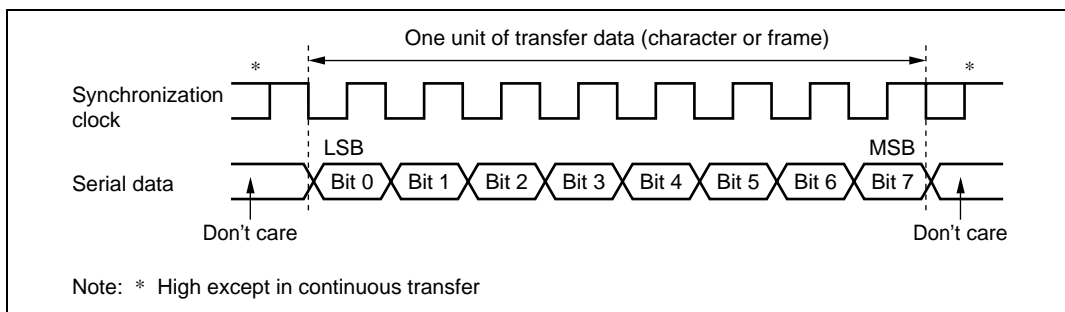 One unit of transfer data (character or frame)
* *
Synchronization
clock
LSB MSB
Serial data Bit 0 Bit 1 Bit 2 Bit 3 Bit 4 Bit 5 Bit 6 Bit 7
Don't care Don't care
Note: * High except in continuous transfer